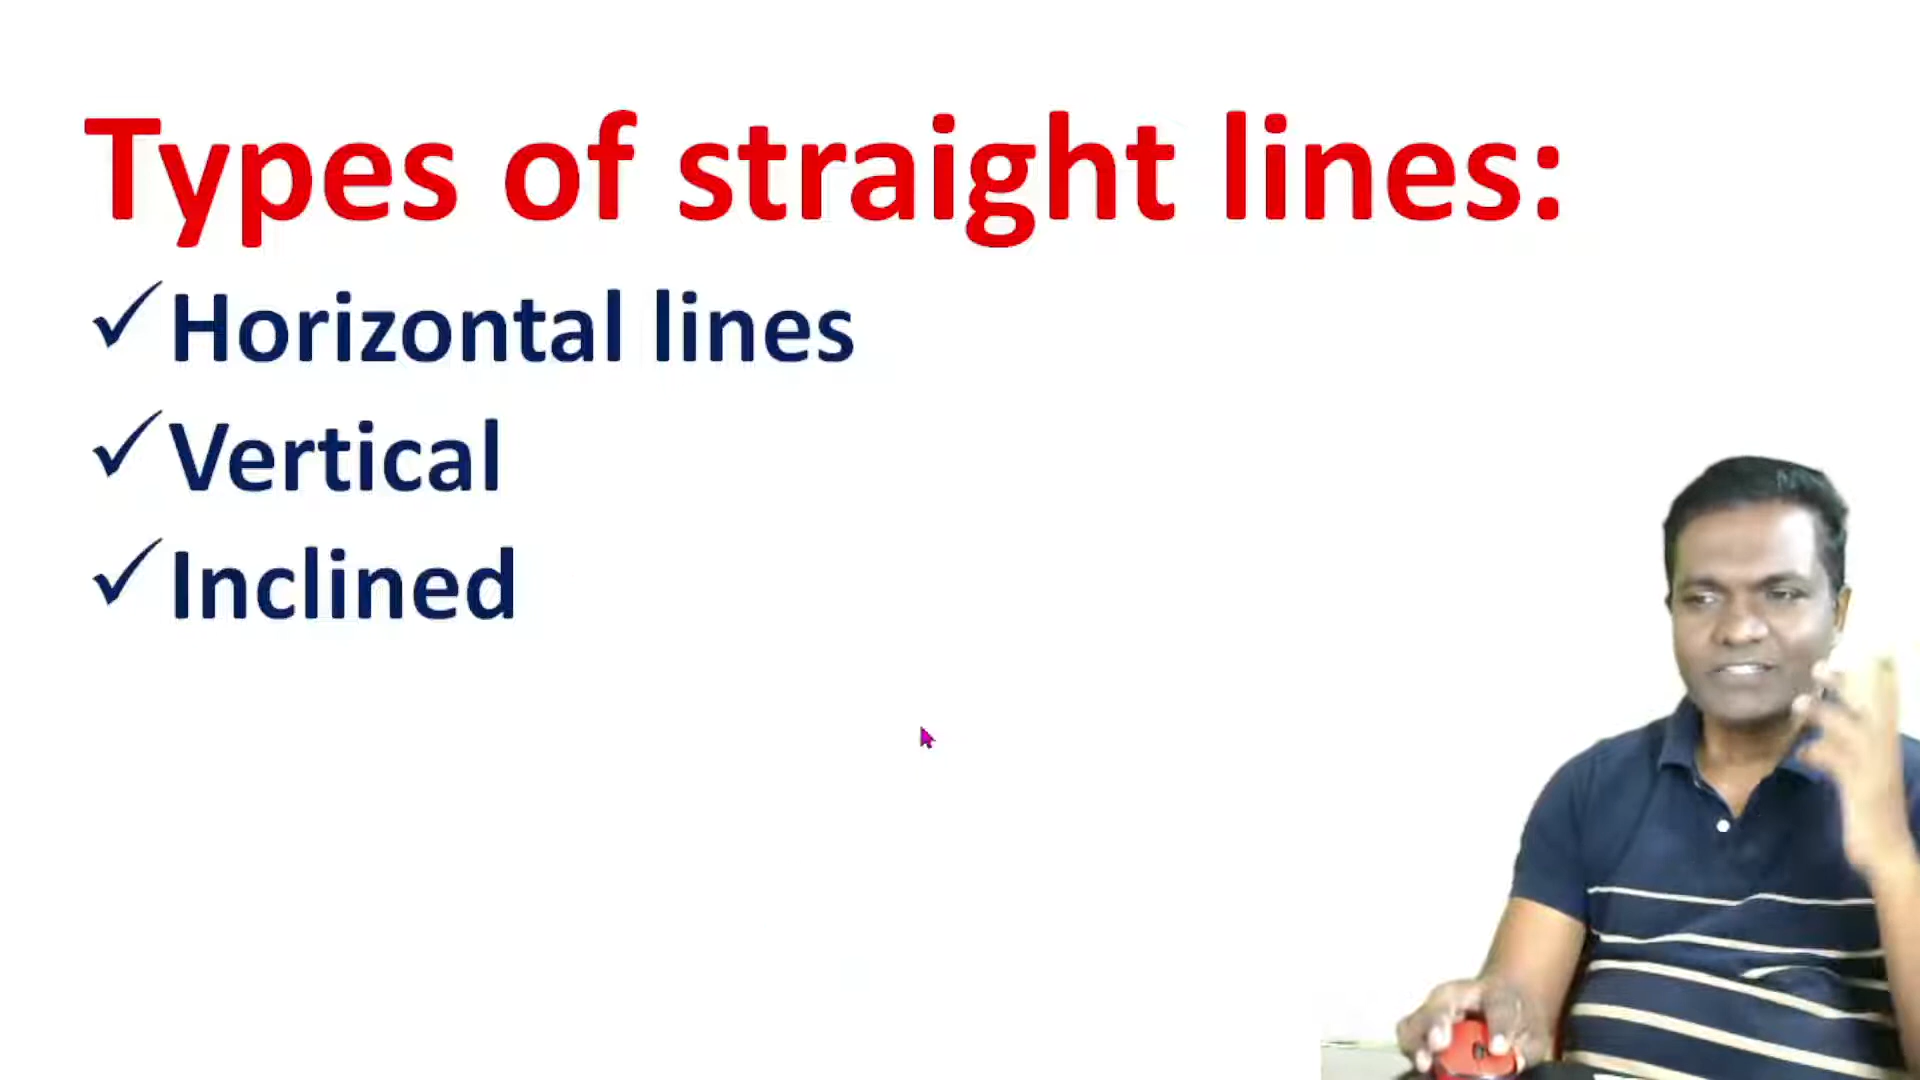 Types of straight lines:
✓Horizontal lines
✓Vertical
✓Inclined